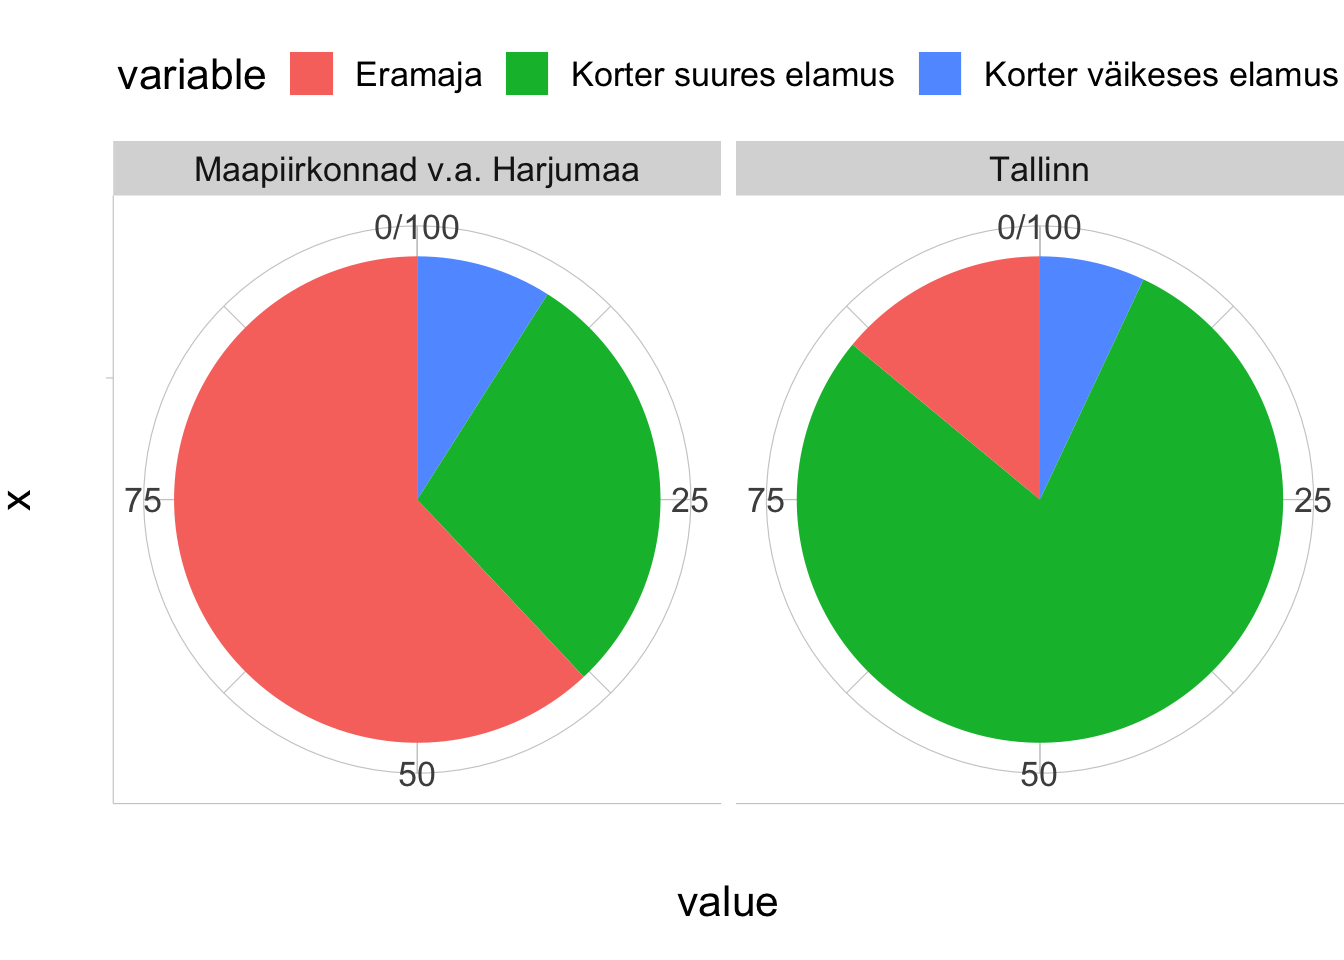 variable Eramaja Korter suures elamus Korter väikeses elamus
Maapiirkonnad v.a. Harjumaa Tallinn
0/100 0/100
x 75 25 75 25
50 50
value